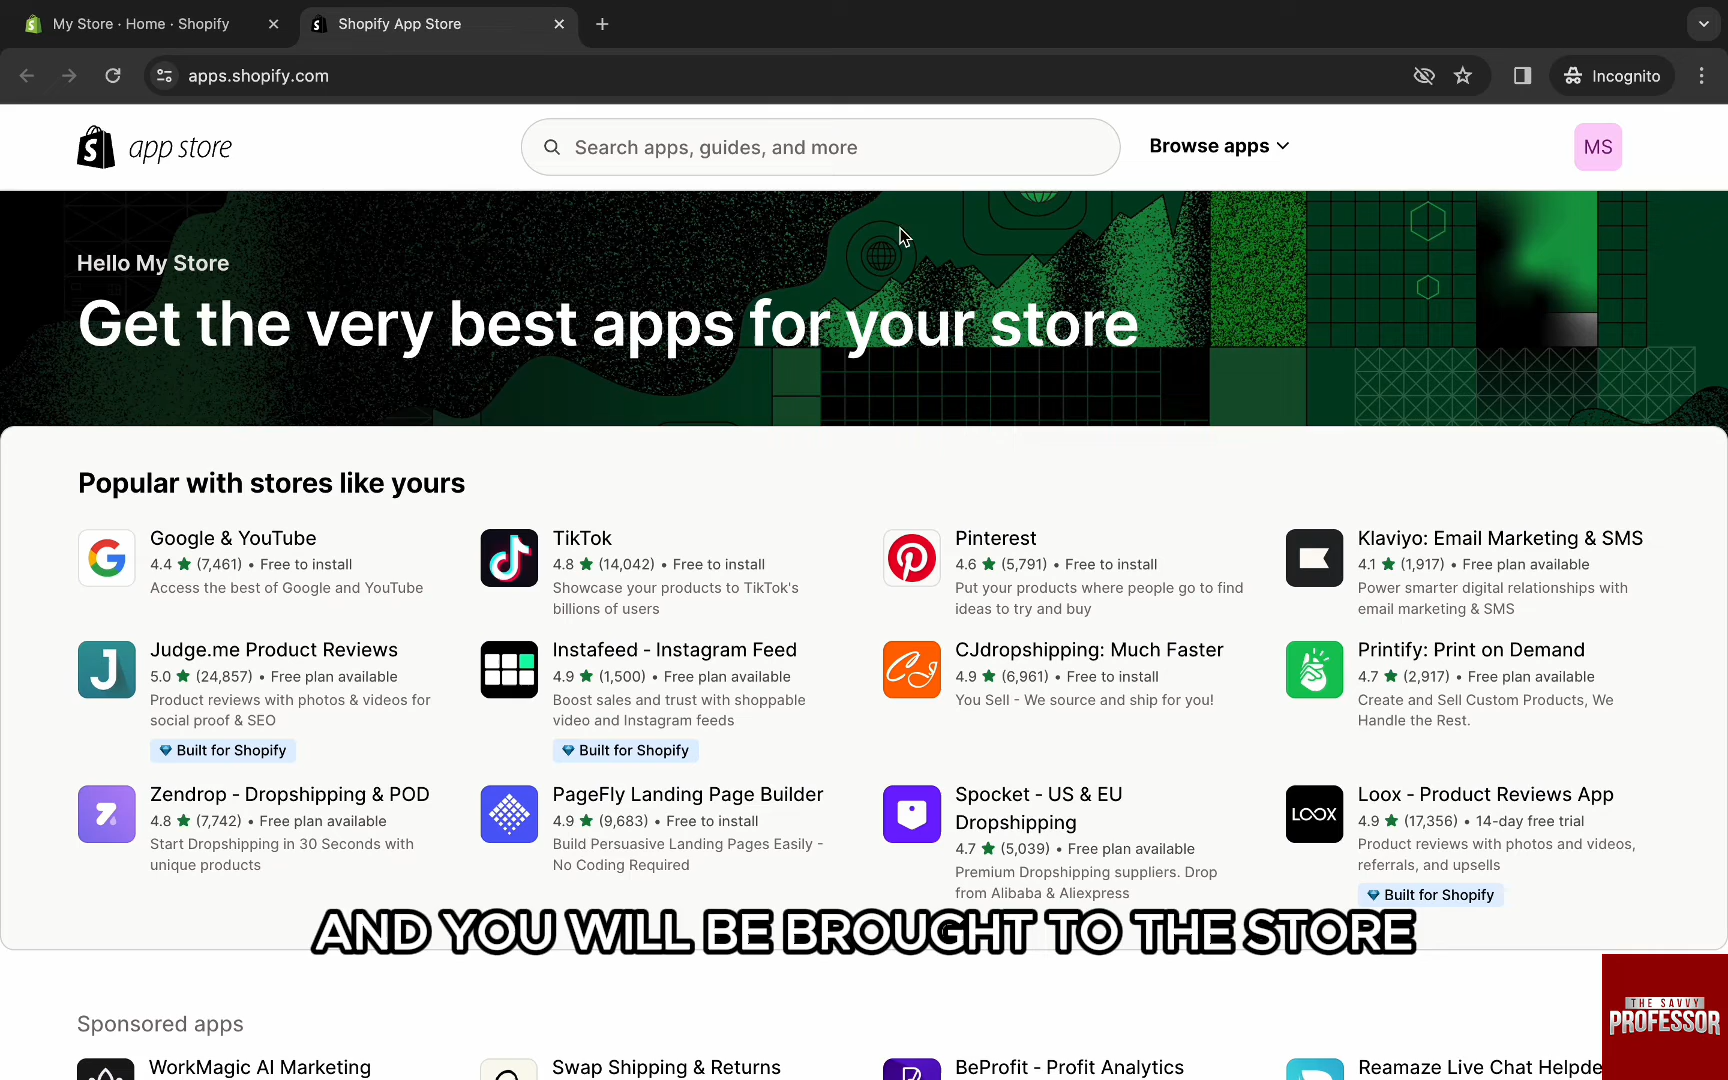 My Store · Home · Shopify
Shopify App Store
apps.shopify.com
Incognito
app store
Search apps, guides, and more
Browse apps
MS
Hello My Store
Get the very best apps for your store
Popular with stores like yours
Google & YouTube
4.4 ★ (7,461) • Free to install
Access the best of Google and YouTube
TikTok
4.8 ★ (14,042) • Free to install
Showcase your products to TikTok's
billions of users
Pinterest
4.6 ★ (5,791) • Free to install
Put your products where people go to find
ideas to try and buy
Klaviyo: Email Marketing & SMS
4.1 ★ (1,917) • Free plan available
Power smarter digital relationships with
email marketing & SMS
Judge.me Product Reviews
5.0 ★ (24,857) • Free plan available
Product reviews with photos & videos for
social proof & SEO
Built for Shopify
Instafeed - Instagram Feed
4.9 ★ (1,500) • Free plan available
Boost sales and trust with shoppable
video and Instagram feeds
Built for Shopify
CJdropshipping: Much Faster
4.9 ★ (6,961) • Free to install
You Sell - We source and ship for you!
Printify: Print on Demand
4.7 ★ (2,917) • Free plan available
Create and Sell Custom Products, We
Handle the Rest.
Zendrop - Dropshipping & POD
4.8 ★ (7,742) • Free plan available
Start Dropshipping in 30 Seconds with
unique products
PageFly Landing Page Builder
4.9 ★ (9,683) • Free to install
Build Persuasive Landing Pages Easily -
No Coding Required
Spocket - US & EU
Dropshipping
4.7 ★ (5,039) • Free plan available
Premium Dropshipping suppliers. Drop
from Alibaba & Aliexpress
LOOX
Loox - Product Reviews App
4.9 ★ (17,356) • 14-day free trial
Product reviews with photos and videos,
referrals, and upsells
Built for Shopify
AND YOU WILL BE BROUGHT TO THE STORE
THE SAVVY
PROFESSOR
Sponsored apps
WorkMagic AI Marketing
Swap Shipping & Returns
BeProfit - Profit Analytics
Reamaze Live Chat Helpde